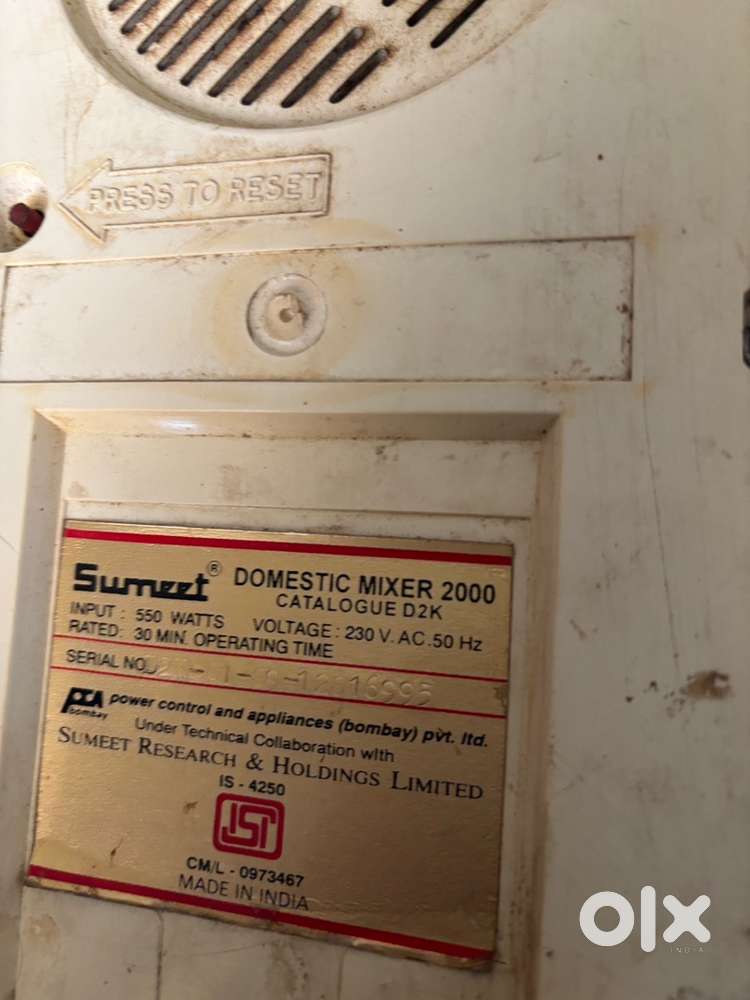 PRESS TO RESET
Sumeet ® DOMESTIC MIXER 2000
CATALOGUE D2K
INPUT : 550 WATTS VOLTAGE : 230 V. AC. 50 Hz
RATED: 30 MIN. OPERATING TIME
SERIAL NO.
PCA bombay power control and appliances (bombay) pvt. ltd.
Under Technical Collaboration with
SUMEET RESEARCH & HOLDINGS LIMITED
IS - 4250
ISI
CM/L - 0973467
MADE IN INDIA
olx
INDIA